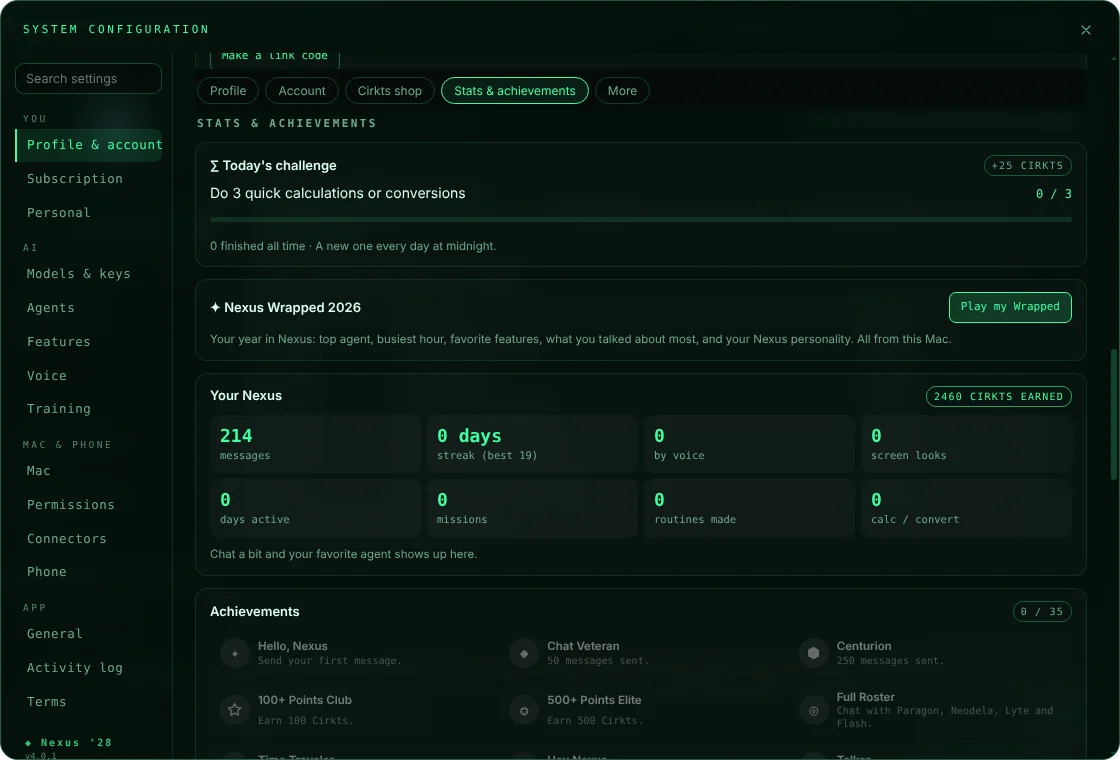 SYSTEM CONFIGURATION
Make a link code
Search settings
Profile
Account
Cirkts shop
Stats & achievements
More
YOU
Profile & account
Subscription
Personal
AI
Models & keys
Agents
Features
Voice
Training
MAC & PHONE
Mac
Permissions
Connectors
Phone
APP
General
Activity log
Terms
◆ Nexus '28
v4.0.1
STATS & ACHIEVEMENTS
∑ Today's challenge
+25 CIRKTS
Do 3 quick calculations or conversions
0 / 3
0 finished all time · A new one every day at midnight.
✦ Nexus Wrapped 2026
Play my Wrapped
Your year in Nexus: top agent, busiest hour, favorite features, what you talked about most, and your Nexus personality. All from this Mac.
Your Nexus
2460 CIRKTS EARNED
214
messages
0 days
streak (best 19)
0
by voice
0
screen looks
0
days active
0
missions
0
routines made
0
calc / convert
Chat a bit and your favorite agent shows up here.
Achievements
0 / 35
Hello, Nexus
Send your first message.
Chat Veteran
50 messages sent.
Centurion
250 messages sent.
100+ Points Club
Earn 100 Cirkts.
500+ Points Elite
Earn 500 Cirkts.
Full Roster
Chat with Paragon, Neodela, Lyte and
Flash.
Time Traveler
Hey Nexus
Talker